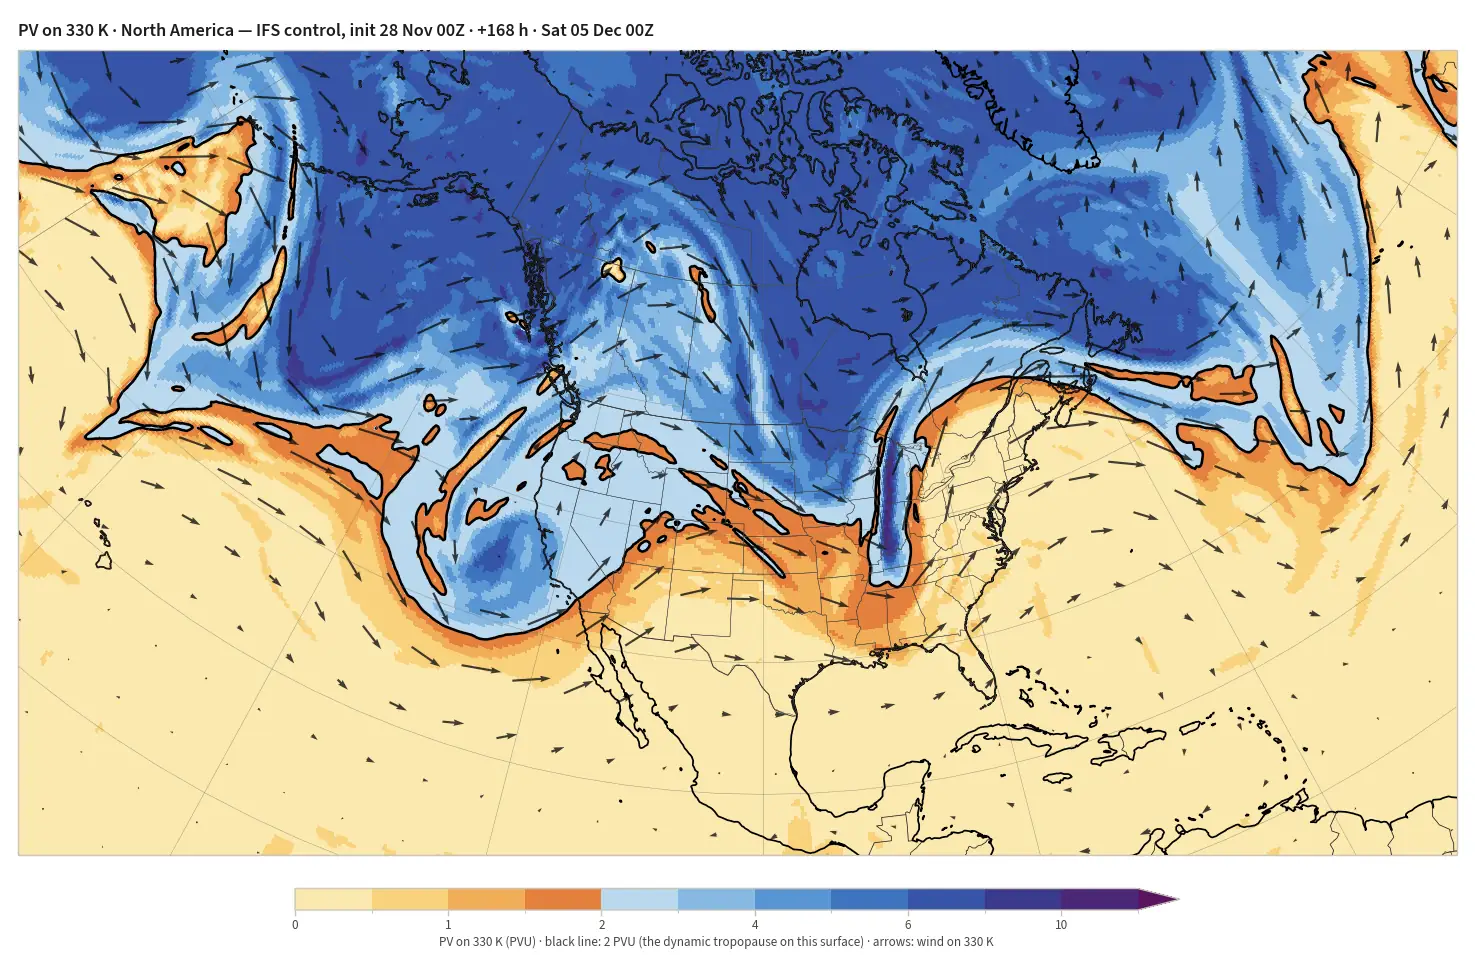 PV on 330 K · North America — IFS control, init 28 Nov 00Z · +168 h · Sat 05 Dec 00Z
0 1 2 4 6 10
PV on 330 K (PVU) · black line: 2 PVU (the dynamic tropopause on this surface) · arrows: wind on 330 K